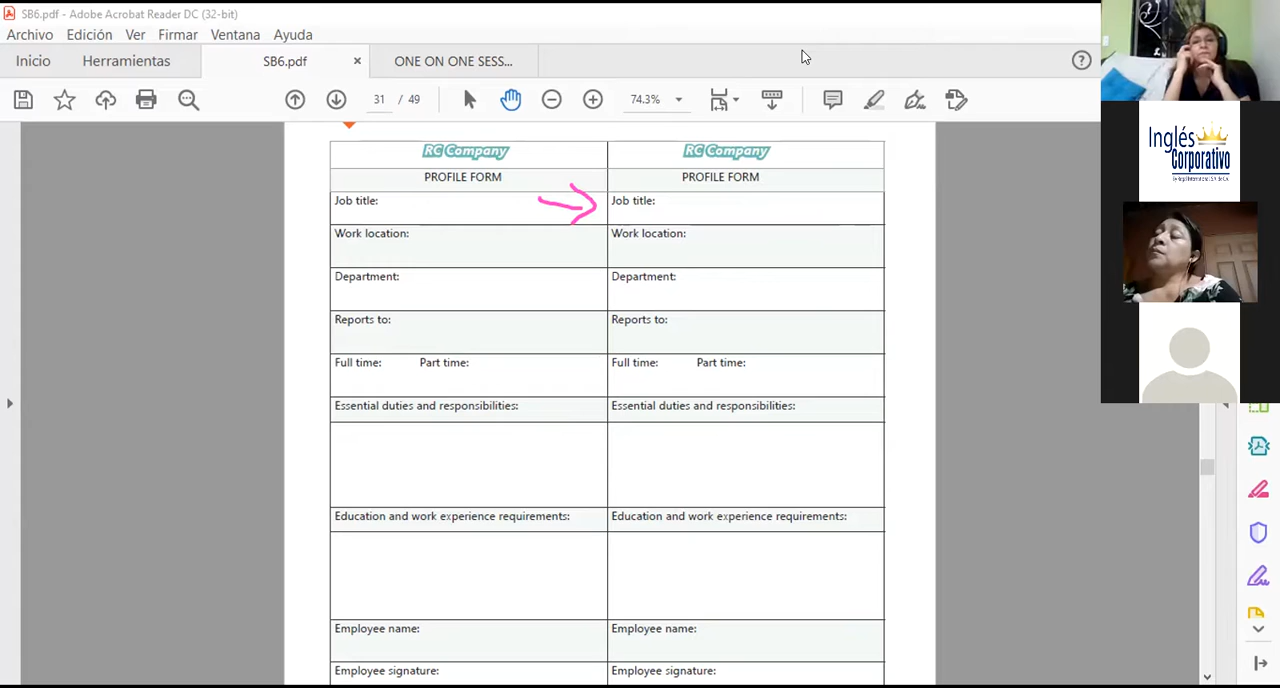 SB6.pdf - Adobe Acrobat Reader DC (32-bit)
Archivo Edición Ver Firmar Ventana Ayuda
Inicio Herramientas SB6.pdf × ONE ON ONE SESS...
31 / 49 74.3%
RC Company RC Company
PROFILE FORM PROFILE FORM
Job title: Job title:
Work location: Work location:
Department: Department:
Reports to: Reports to:
Full time: Part time: Full time: Part time:
Essential duties and responsibilities: Essential duties and responsibilities:
Education and work experience requirements: Education and work experience requirements:
Employee name: Employee name:
Employee signature: Employee signature:
Inglés
Corporativo